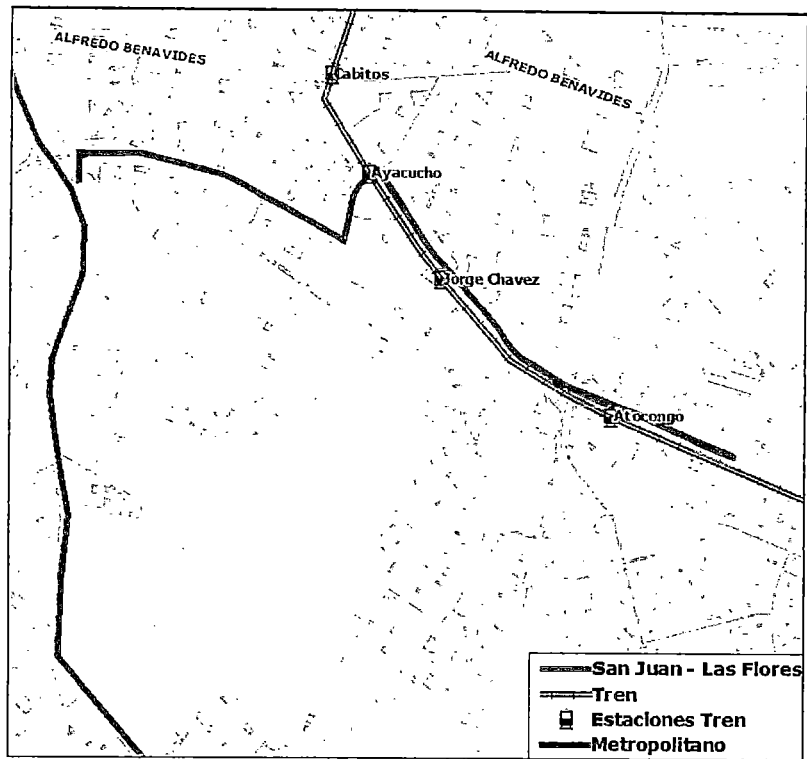 ALFREDO BENAVIDES
Cabitos
ALFREDO BENAVIDES
Ayacucho
Jorge Chavez
Atocongo
San Juan - Las Flores
Tren
Estaciones Tren
Metropolitano